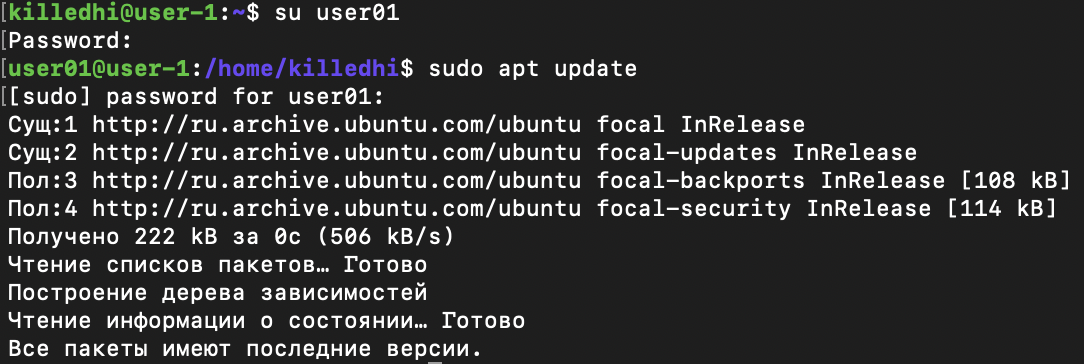 [killedhi@user-1:~$ su user01
[Password:
[user01@user-1:/home/killedhi$ sudo apt update
[[sudo] password for user01:
Сущ:1 http://ru.archive.ubuntu.com/ubuntu focal InRelease
Сущ:2 http://ru.archive.ubuntu.com/ubuntu focal-updates InRelease
Пол:3 http://ru.archive.ubuntu.com/ubuntu focal-backports InRelease [108 kB]
Пол:4 http://ru.archive.ubuntu.com/ubuntu focal-security InRelease [114 kB]
Получено 222 kB за 0с (506 kB/s)
Чтение списков пакетов… Готово
Построение дерева зависимостей
Чтение информации о состоянии… Готово
Все пакеты имеют последние версии.